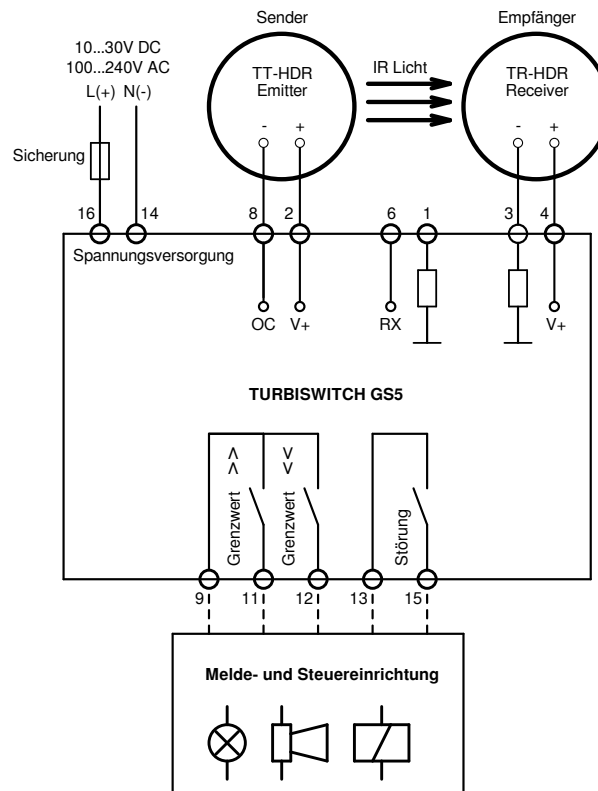 Sender
Empfänger
10...30V DC
100...240V AC
L(+) N(-)
TT-HDR
Emitter
- +
IR Licht
TR-HDR
Receiver
- +
Sicherung
16 14 8 2 6 1 3 4
Spannungsversorgung
OC V+ RX V+
TURBISWITCH GS5
Grenzwert >>
Grenzwert <<
Störung
9 11 12 13 15
Melde- und Steuereinrichtung